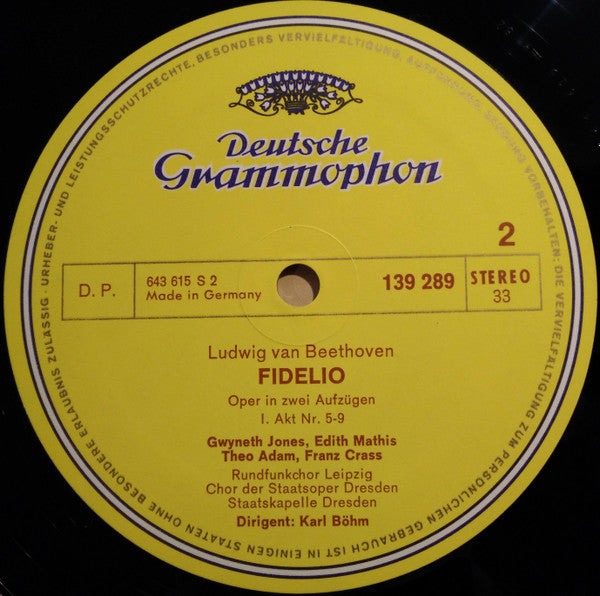 Deutsche
Grammophon
2
D. P.
643 615 S 2
Made in Germany
139 289
STEREO
33
Ludwig van Beethoven
FIDELIO
Oper in zwei Aufzügen
I. Akt Nr. 5-9
Gwyneth Jones, Edith Mathis
Theo Adam, Franz Crass
Rundfunkchor Leipzig
Chor der Staatsoper Dresden
Staatskapelle Dresden
Dirigent: Karl Böhm
URHEBER- UND LEISTUNGSSCHUTZRECHTE, BESONDERS VERVIELFÄLTIGUNG, AUFFÜHRUNG, SENDUNG VORBEHALTEN: DIE VERVIELFÄLTIGUNG ZUM PERSÖNLICHEN GEBRAUCH IST IN EINIGEN STAATEN OHNE BESONDERE ERLAUBNIS ZULÄSSIG ·